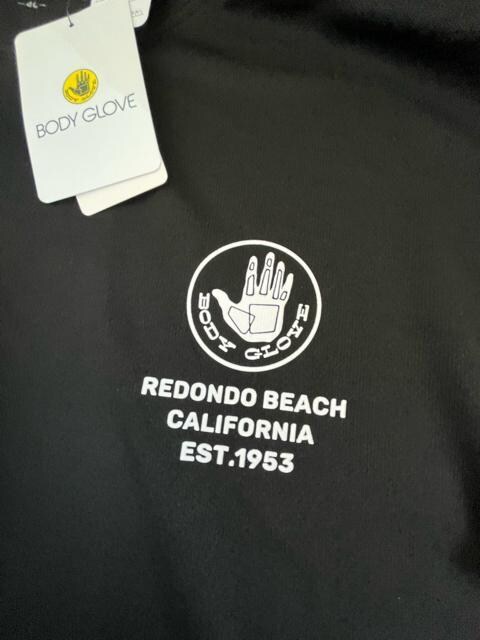 BODY GLOVE
BODY GLOVE
REDONDO BEACH
CALIFORNIA
EST.1953